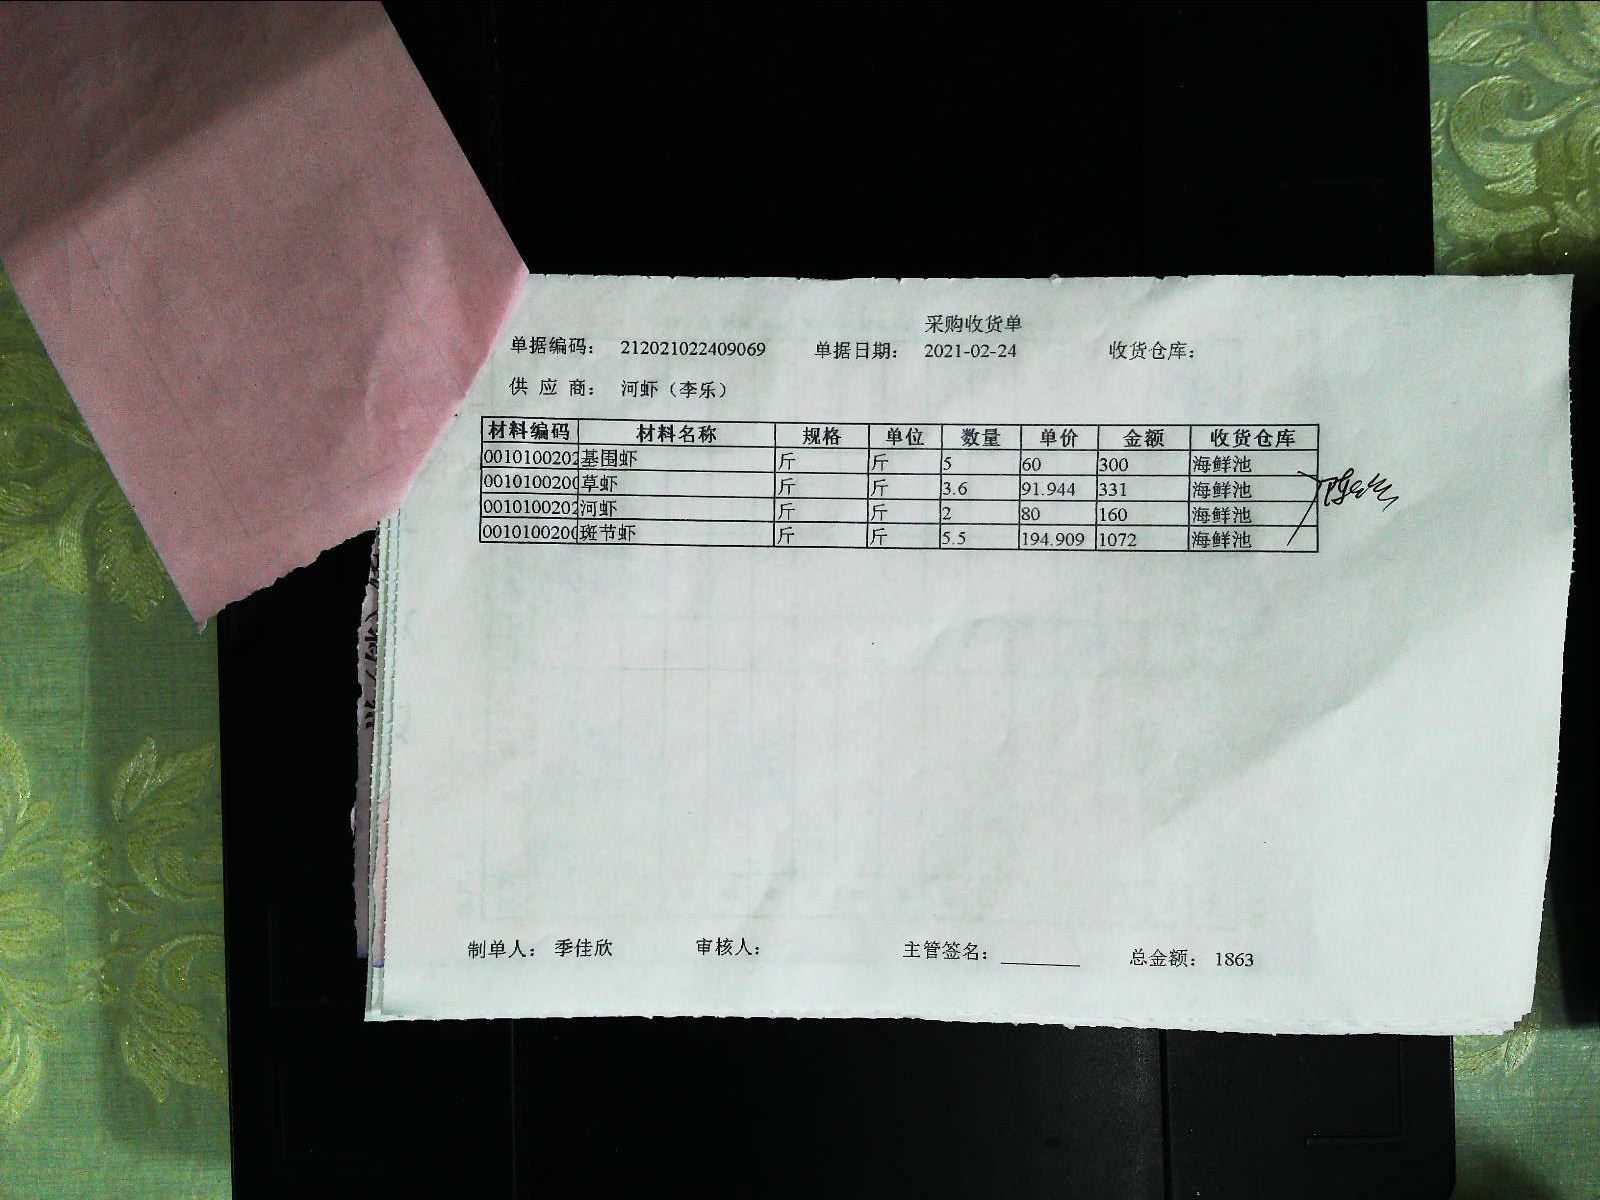 采购收货单
单据编码： 212021022409069 单据日期： 2021-02-24 收货仓库：
供 应 商： 河虾（李乐）
材料编码 材料名称 规格 单位 数量 单价 金额 收货仓库
0010100202 基围虾 斤 斤 5 60 300 海鲜池
0010100200 草虾 斤 斤 3.6 91.944 331 海鲜池
0010100202 河虾 斤 斤 2 80 160 海鲜池
0010100200 斑节虾 斤 斤 5.5 194.909 1072 海鲜池
制单人： 季佳欣 审核人： 主管签名： 总金额： 1863